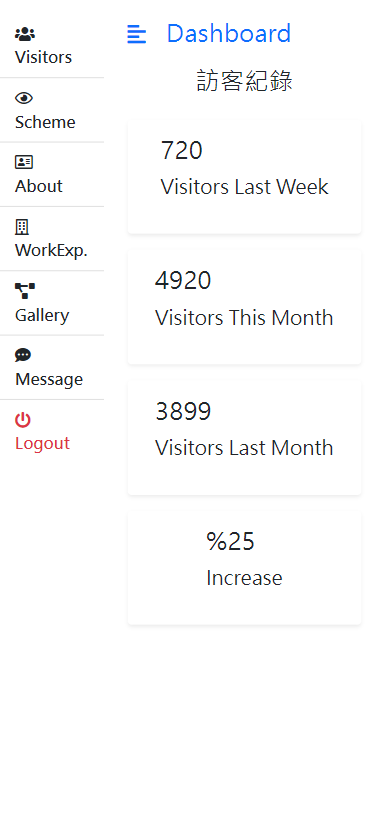 Visitors
Scheme
About
WorkExp.
Gallery
Message
Logout
Dashboard
訪客紀錄
720
Visitors Last Week
4920
Visitors This Month
3899
Visitors Last Month
%25
Increase